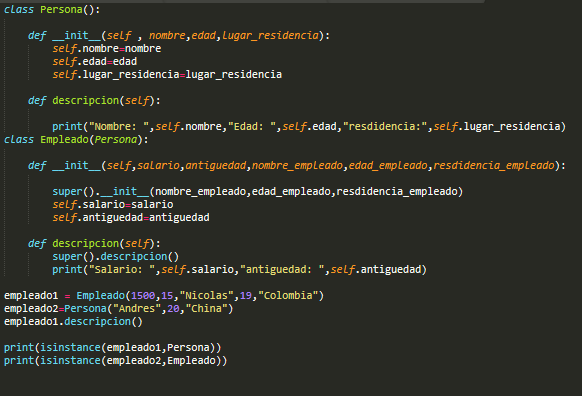 class Persona():
def __init__(self , nombre,edad,lugar_residencia):
self.nombre=nombre
self.edad=edad
self.lugar_residencia=lugar_residencia
def descripcion(self):
print("Nombre: ",self.nombre,"Edad: ",self.edad,"resdidencia:",self.lugar_residencia)
class Empleado(Persona):
def __init__(self,salario,antiguedad,nombre_empleado,edad_empleado,resdidencia_empleado):
super().__init__(nombre_empleado,edad_empleado,resdidencia_empleado)
self.salario=salario
self.antiguedad=antiguedad
def descripcion(self):
super().descripcion()
print("Salario: ",self.salario,"antiguedad: ",self.antiguedad)
empleado1 = Empleado(1500,15,"Nicolas",19,"Colombia")
empleado2=Persona("Andres",20,"China")
empleado1.descripcion()
print(isinstance(empleado1,Persona))
print(isinstance(empleado2,Empleado))